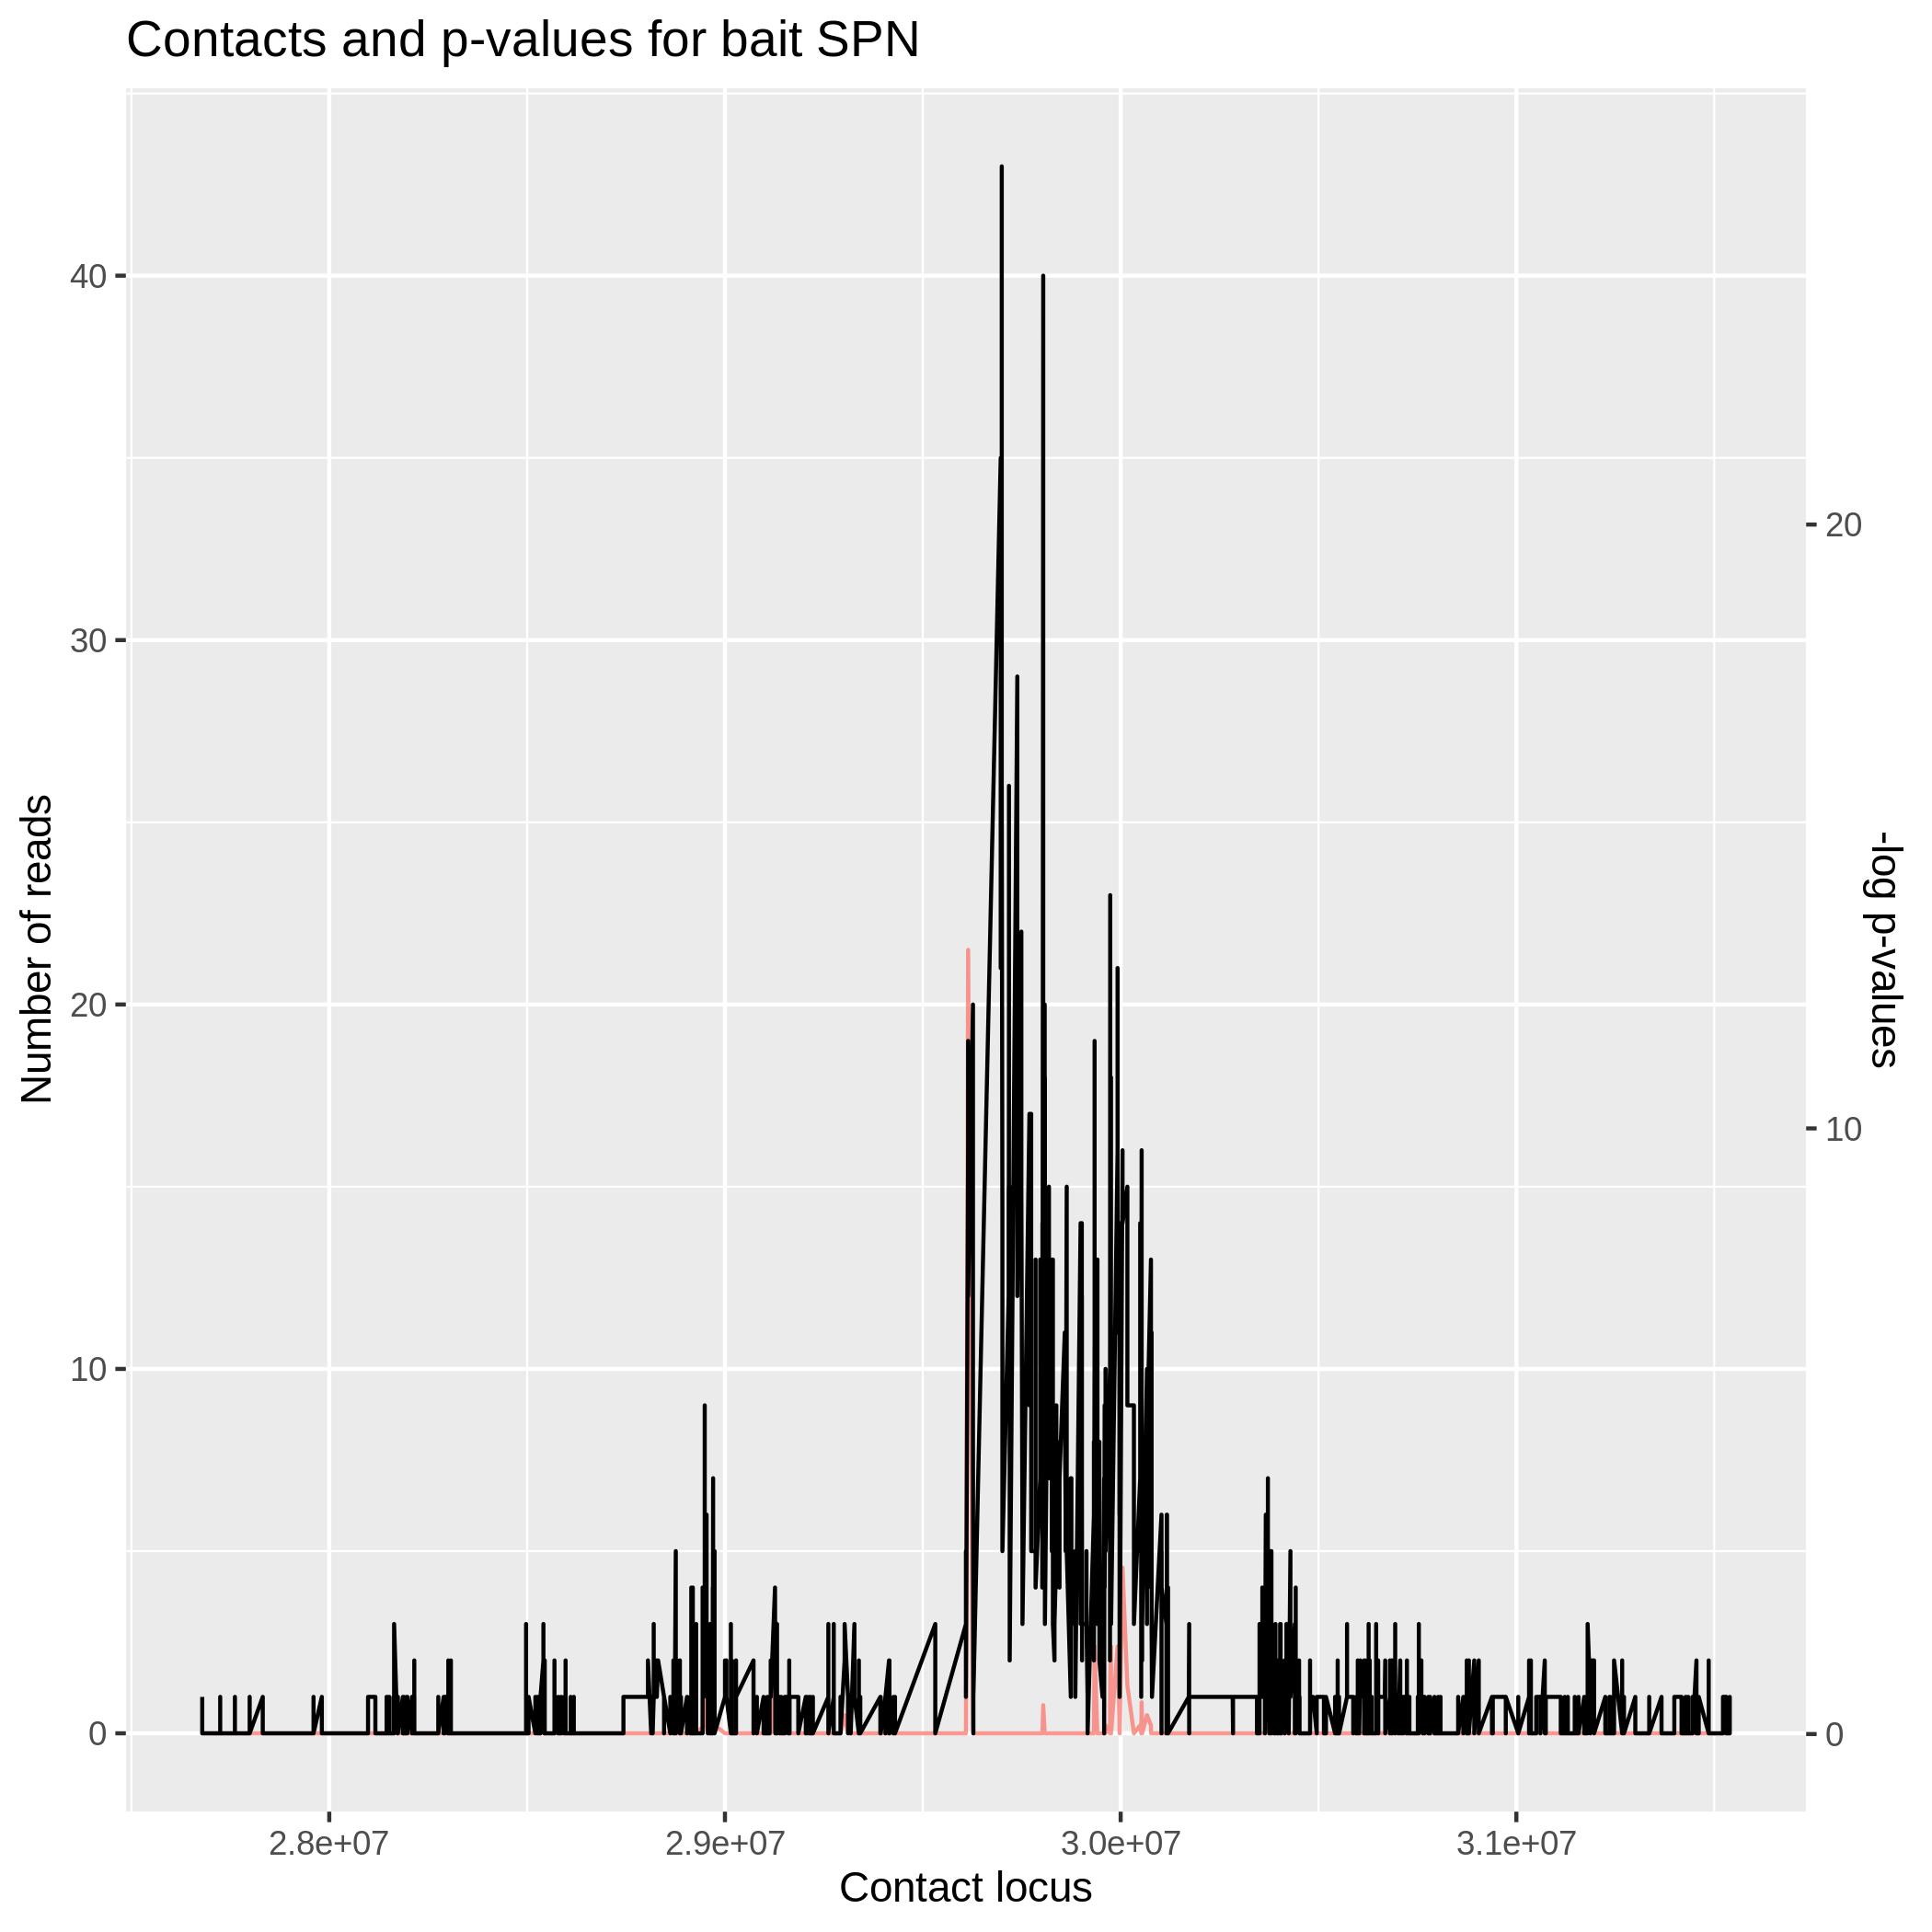 Contacts and p-values for bait SPN
Number of reads
40
30
20
10
0
20
10
0
-log p-values
2.8e+07
2.9e+07
3.0e+07
3.1e+07
Contact locus